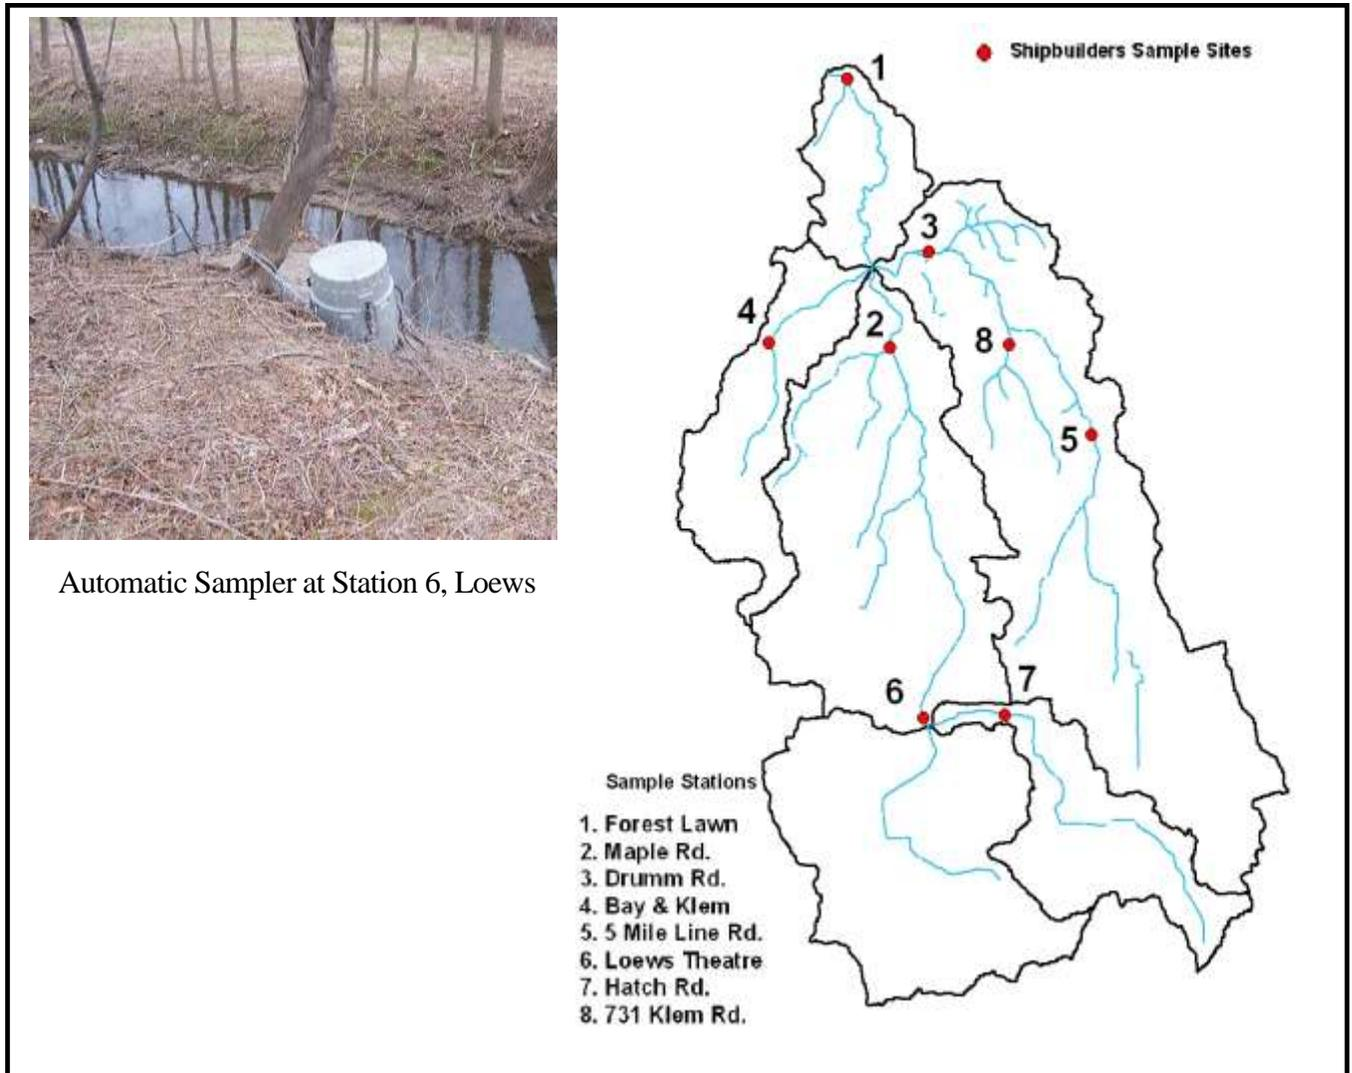 Shipbuilders Sample Sites
1
3
4
2
8
5
Automatic Sampler at Station 6, Loews
7
6
Sample Stations
1. Forest Lawn
2. Maple Rd.
3. Drumm Rd.
4. Bay & Klem
5. 5 Mile Line Rd.
6. Loews Theatre
7. Hatch Rd.
8. 731 Klem Rd.